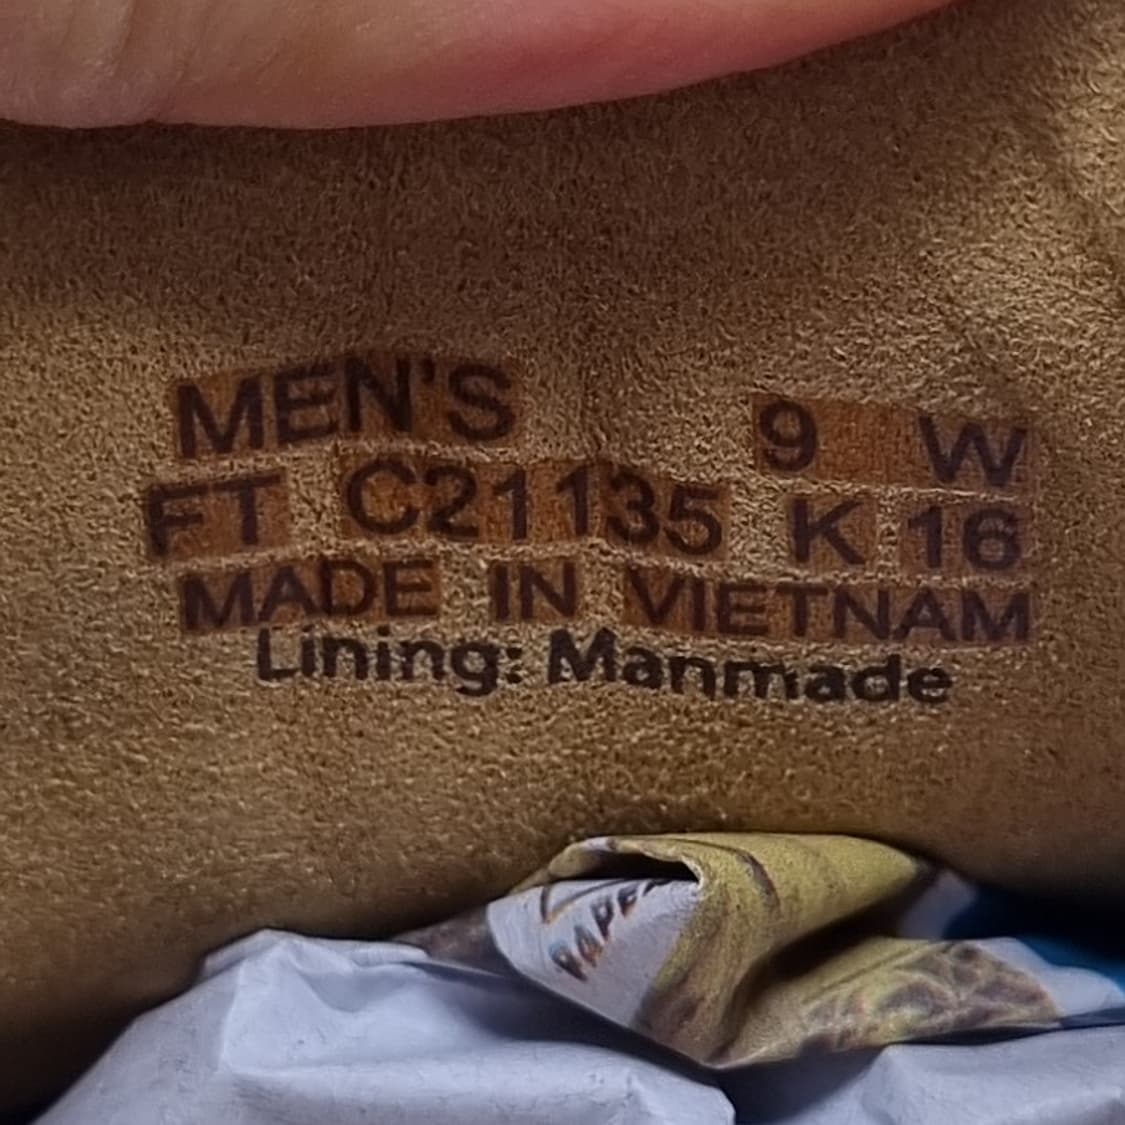 MEN'S 9 W
FT C21135 K 16
MADE IN VIETNAM
Lining: Manmade